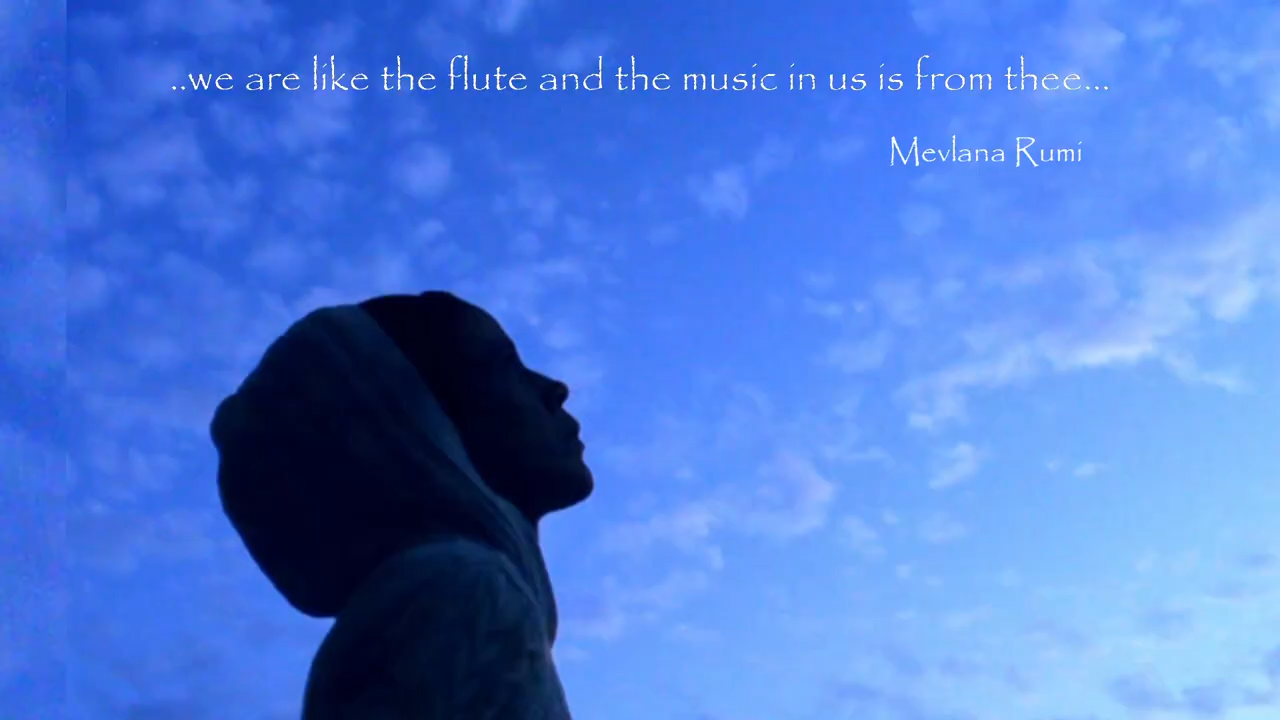 ..we are like the flute and the music in us is from thee...
Mevlana Rumi